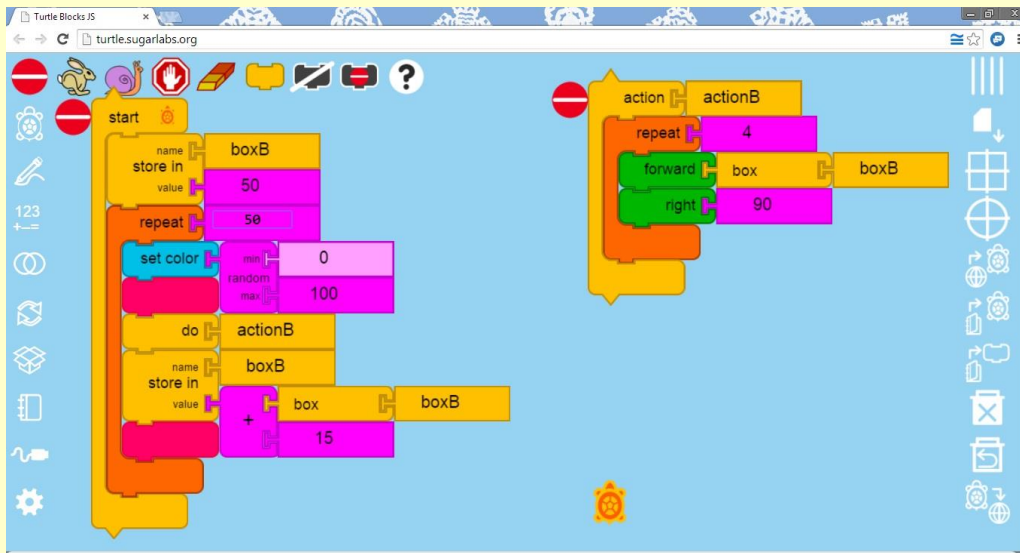 Turtle Blocks JS
turtle.sugarlabs.org
start
name boxB
store in
value 50
repeat 50
set color min 0
random
max 100
do actionB
name boxB
store in
value + box boxB
15
action actionB
repeat 4
forward box boxB
right 90
123
+–=
?